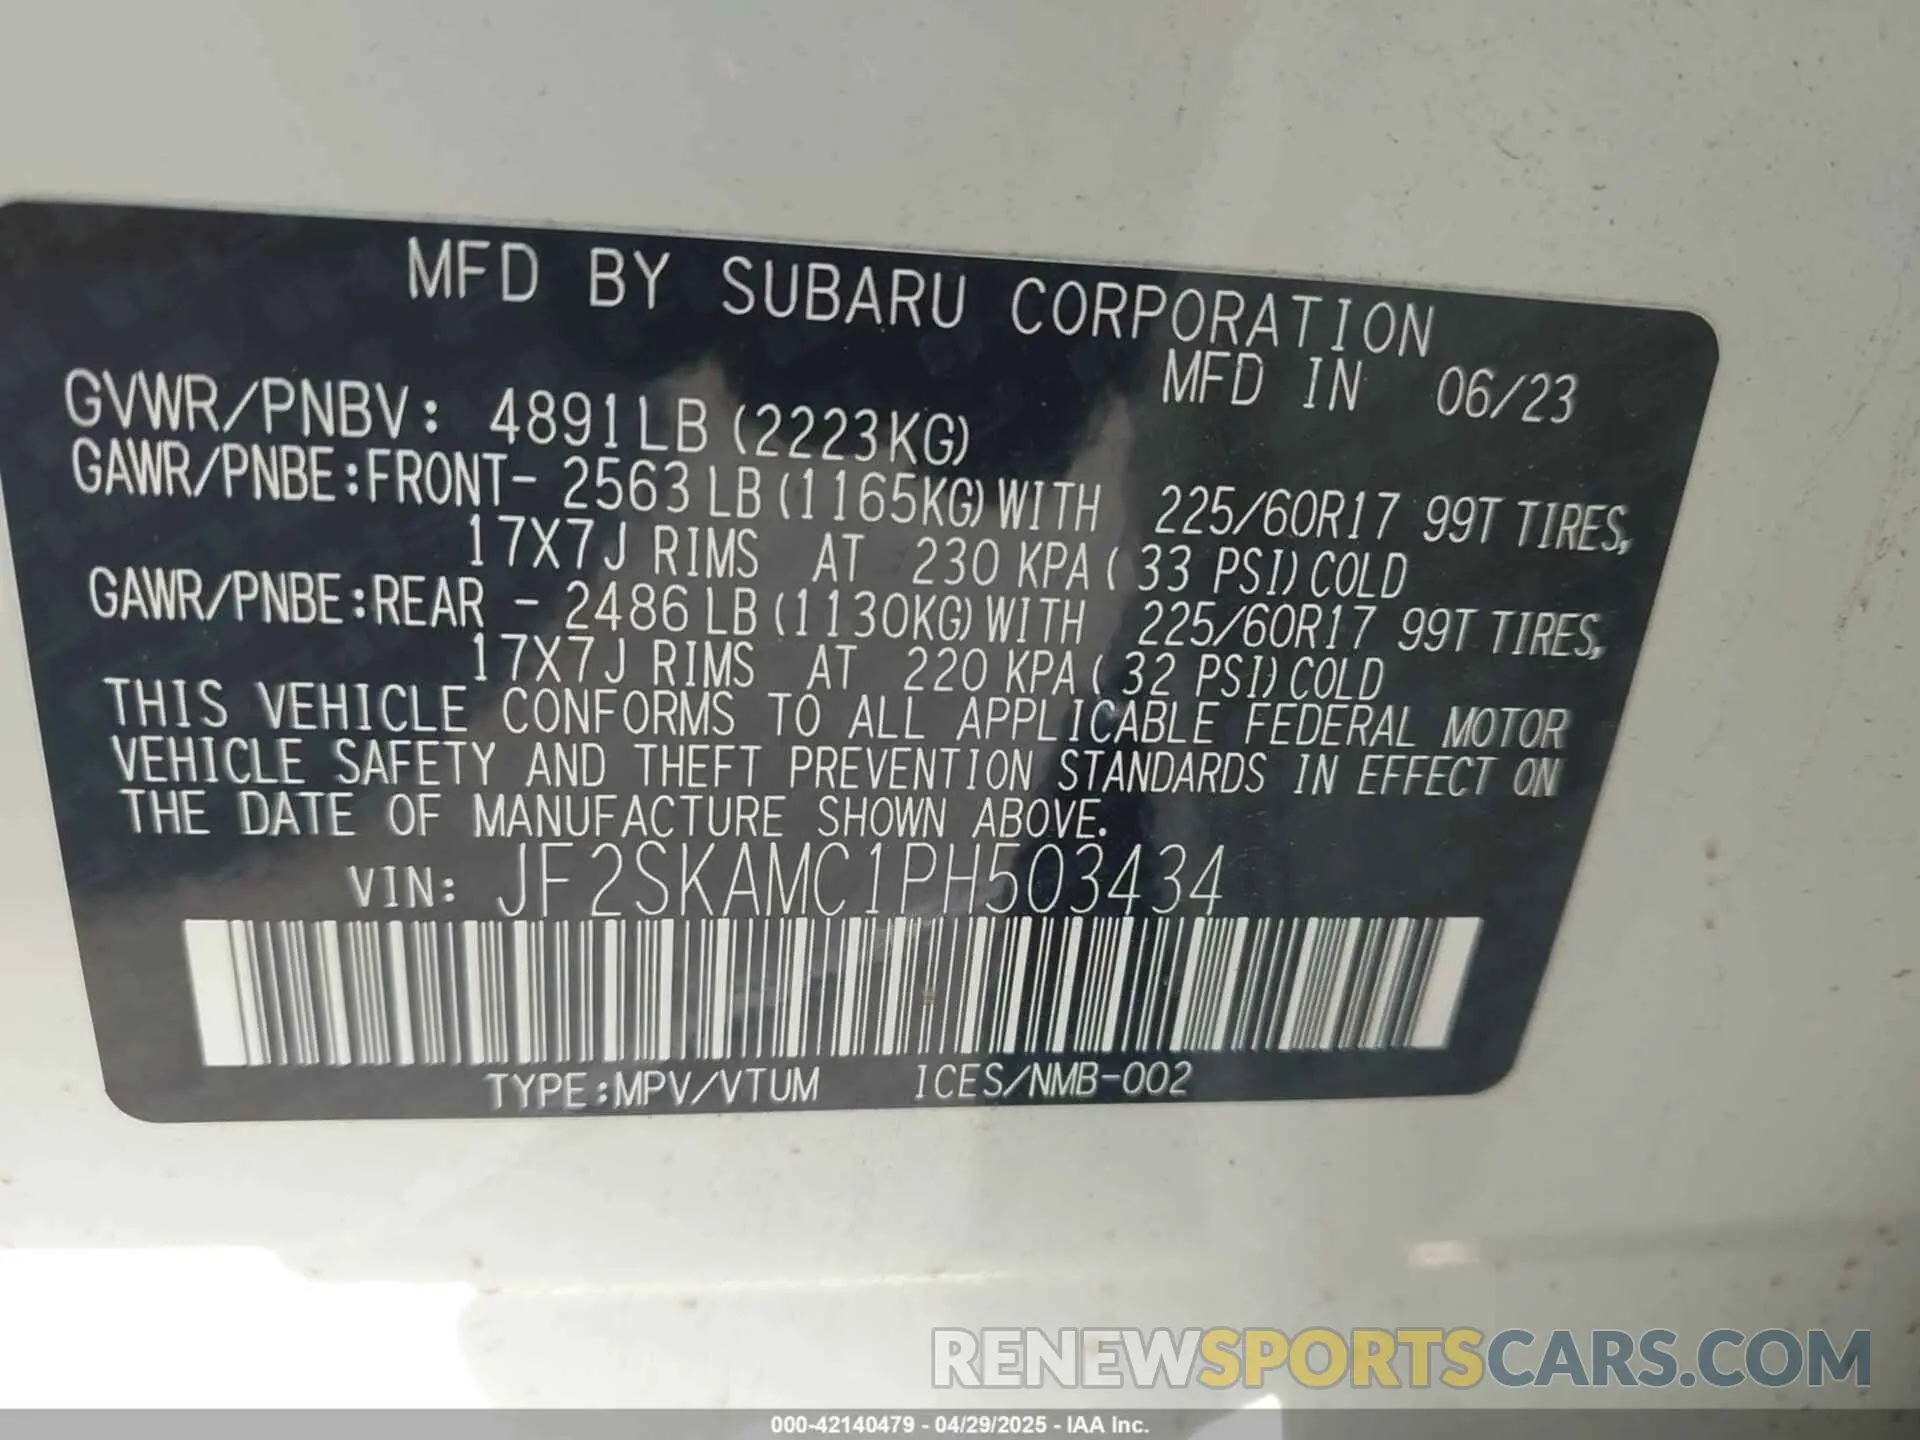 MFD BY SUBARU CORPORATION
MFD IN 06/23
GVWR/PNBV: 4891LB (2223KG)
GAWR/PNBE:FRONT- 2563LB(1165KG)WITH 225/60R17 99T TIRES,
17X7J RIMS AT 230 KPA( 33 PSI)COLD
GAWR/PNBE:REAR - 2486LB(1130KG)WITH 225/60R17 99T TIRES,
17X7J RIMS AT 220 KPA( 32 PSI)COLD
THIS VEHICLE CONFORMS TO ALL APPLICABLE FEDERAL MOTOR
VEHICLE SAFETY AND THEFT PREVENTION STANDARDS IN EFFECT ON
THE DATE OF MANUFACTURE SHOWN ABOVE.
VIN: JF2SKAMC1PH503434
TYPE:MPV/VTUM ICES/NMB-002
RENEWSPORTSCARS.COM
000-42140479 - 04/29/2025 - IAA Inc.